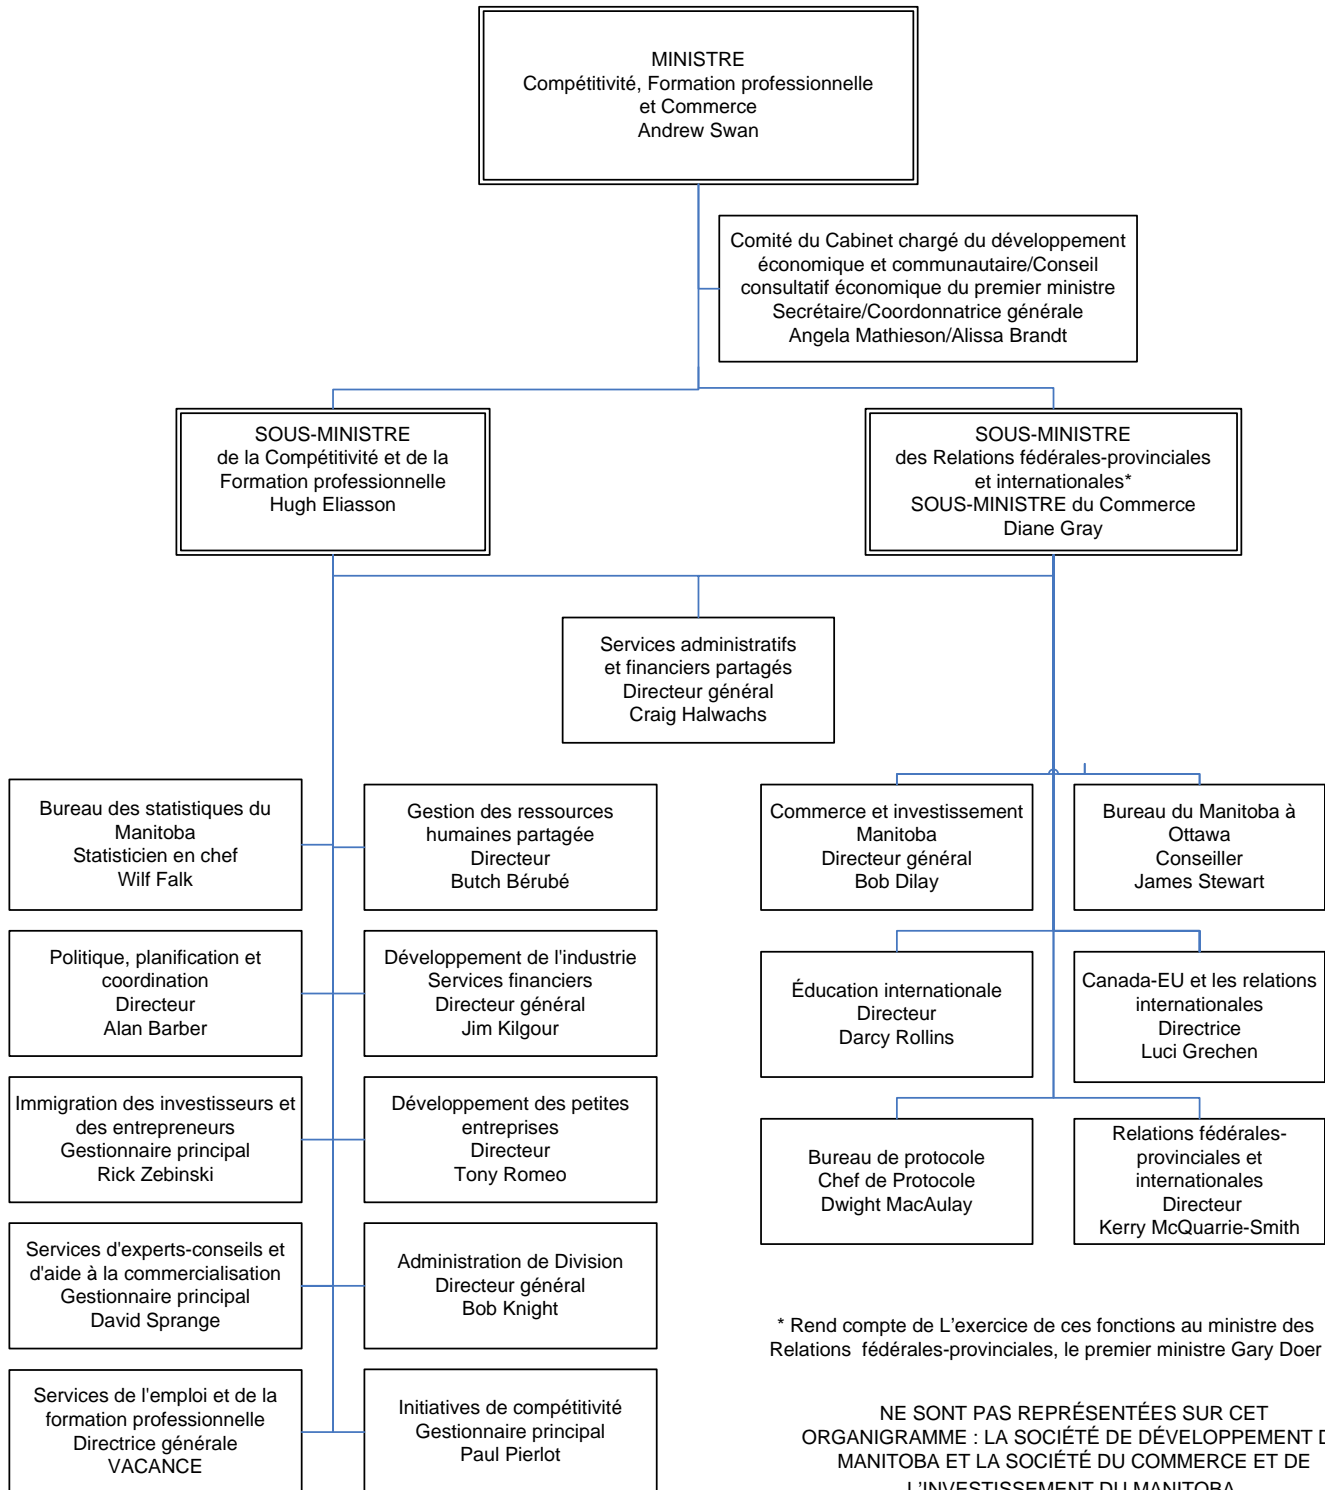 MINISTRE
Compétitivité, Formation professionnelle
et Commerce
Andrew Swan
Comité du Cabinet chargé du développement
économique et communautaire/Conseil
consultatif économique du premier ministre
Secrétaire/Coordonnatrice générale
Angela Mathieson/Alissa Brandt
SOUS-MINISTRE
de la Compétitivité et de la
Formation professionnelle
Hugh Eliasson
SOUS-MINISTRE
des Relations fédérales-provinciales
et internationales*
SOUS-MINISTRE du Commerce
Diane Gray
Services administratifs
et financiers partagés
Directeur général
Craig Halwachs
Bureau des statistiques du
Manitoba
Statisticien en chef
Wilf Falk
Gestion des ressources
humaines partagée
Directeur
Butch Bérubé
Commerce et investissement
Manitoba
Directeur général
Bob Dilay
Bureau du Manitoba à
Ottawa
Conseiller
James Stewart
Politique, planification et
coordination
Directeur
Alan Barber
Développement de l'industrie
Services financiers
Directeur général
Jim Kilgour
Éducation internationale
Directeur
Darcy Rollins
Canada-EU et les relations
internationales
Directrice
Luci Grechen
Immigration des investisseurs et
des entrepreneurs
Gestionnaire principal
Rick Zebinski
Développement des petites
entreprises
Directeur
Tony Romeo
Bureau de protocole
Chef de Protocole
Dwight MacAulay
Relations fédérales-
provinciales et
internationales
Directeur
Kerry McQuarrie-Smith
Services d'experts-conseils et
d'aide à la commercialisation
Gestionnaire principal
David Sprange
Administration de Division
Directeur général
Bob Knight
Services de l'emploi et de la
formation professionnelle
Directrice générale
VACANCE
Initiatives de compétitivité
Gestionnaire principal
Paul Pierlot
* Rend compte de L'exercice de ces fonctions au ministre des
Relations fédérales-provinciales, le premier ministre Gary Doer
NE SONT PAS REPRÉSENTÉES SUR CET
ORGANIGRAMME : LA SOCIÉTÉ DE DÉVELOPPEMENT
MANITOBA ET LA SOCIÉTÉ DU COMMERCE ET DE
L'INVESTISSEMENT DU MANITOBA